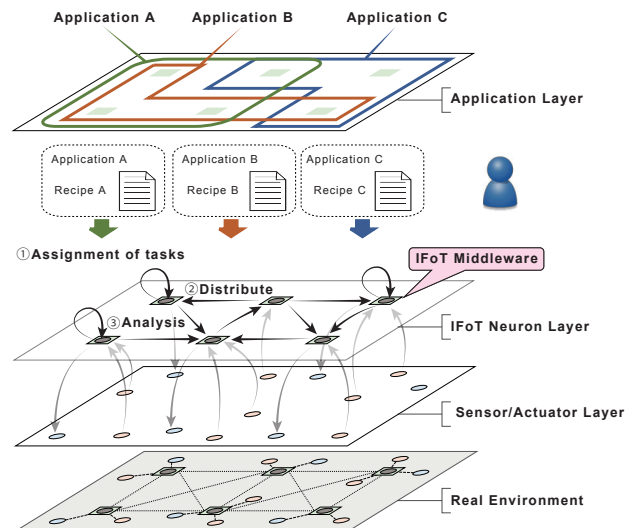 Application A
Application B
Application C
Application Layer
Application A
Recipe A
Application B
Recipe B
Application C
Recipe C
①Assignment of tasks
IFoT Middleware
②Distribute
③Analysis
IFoT Neuron Layer
Sensor/Actuator Layer
Real Environment